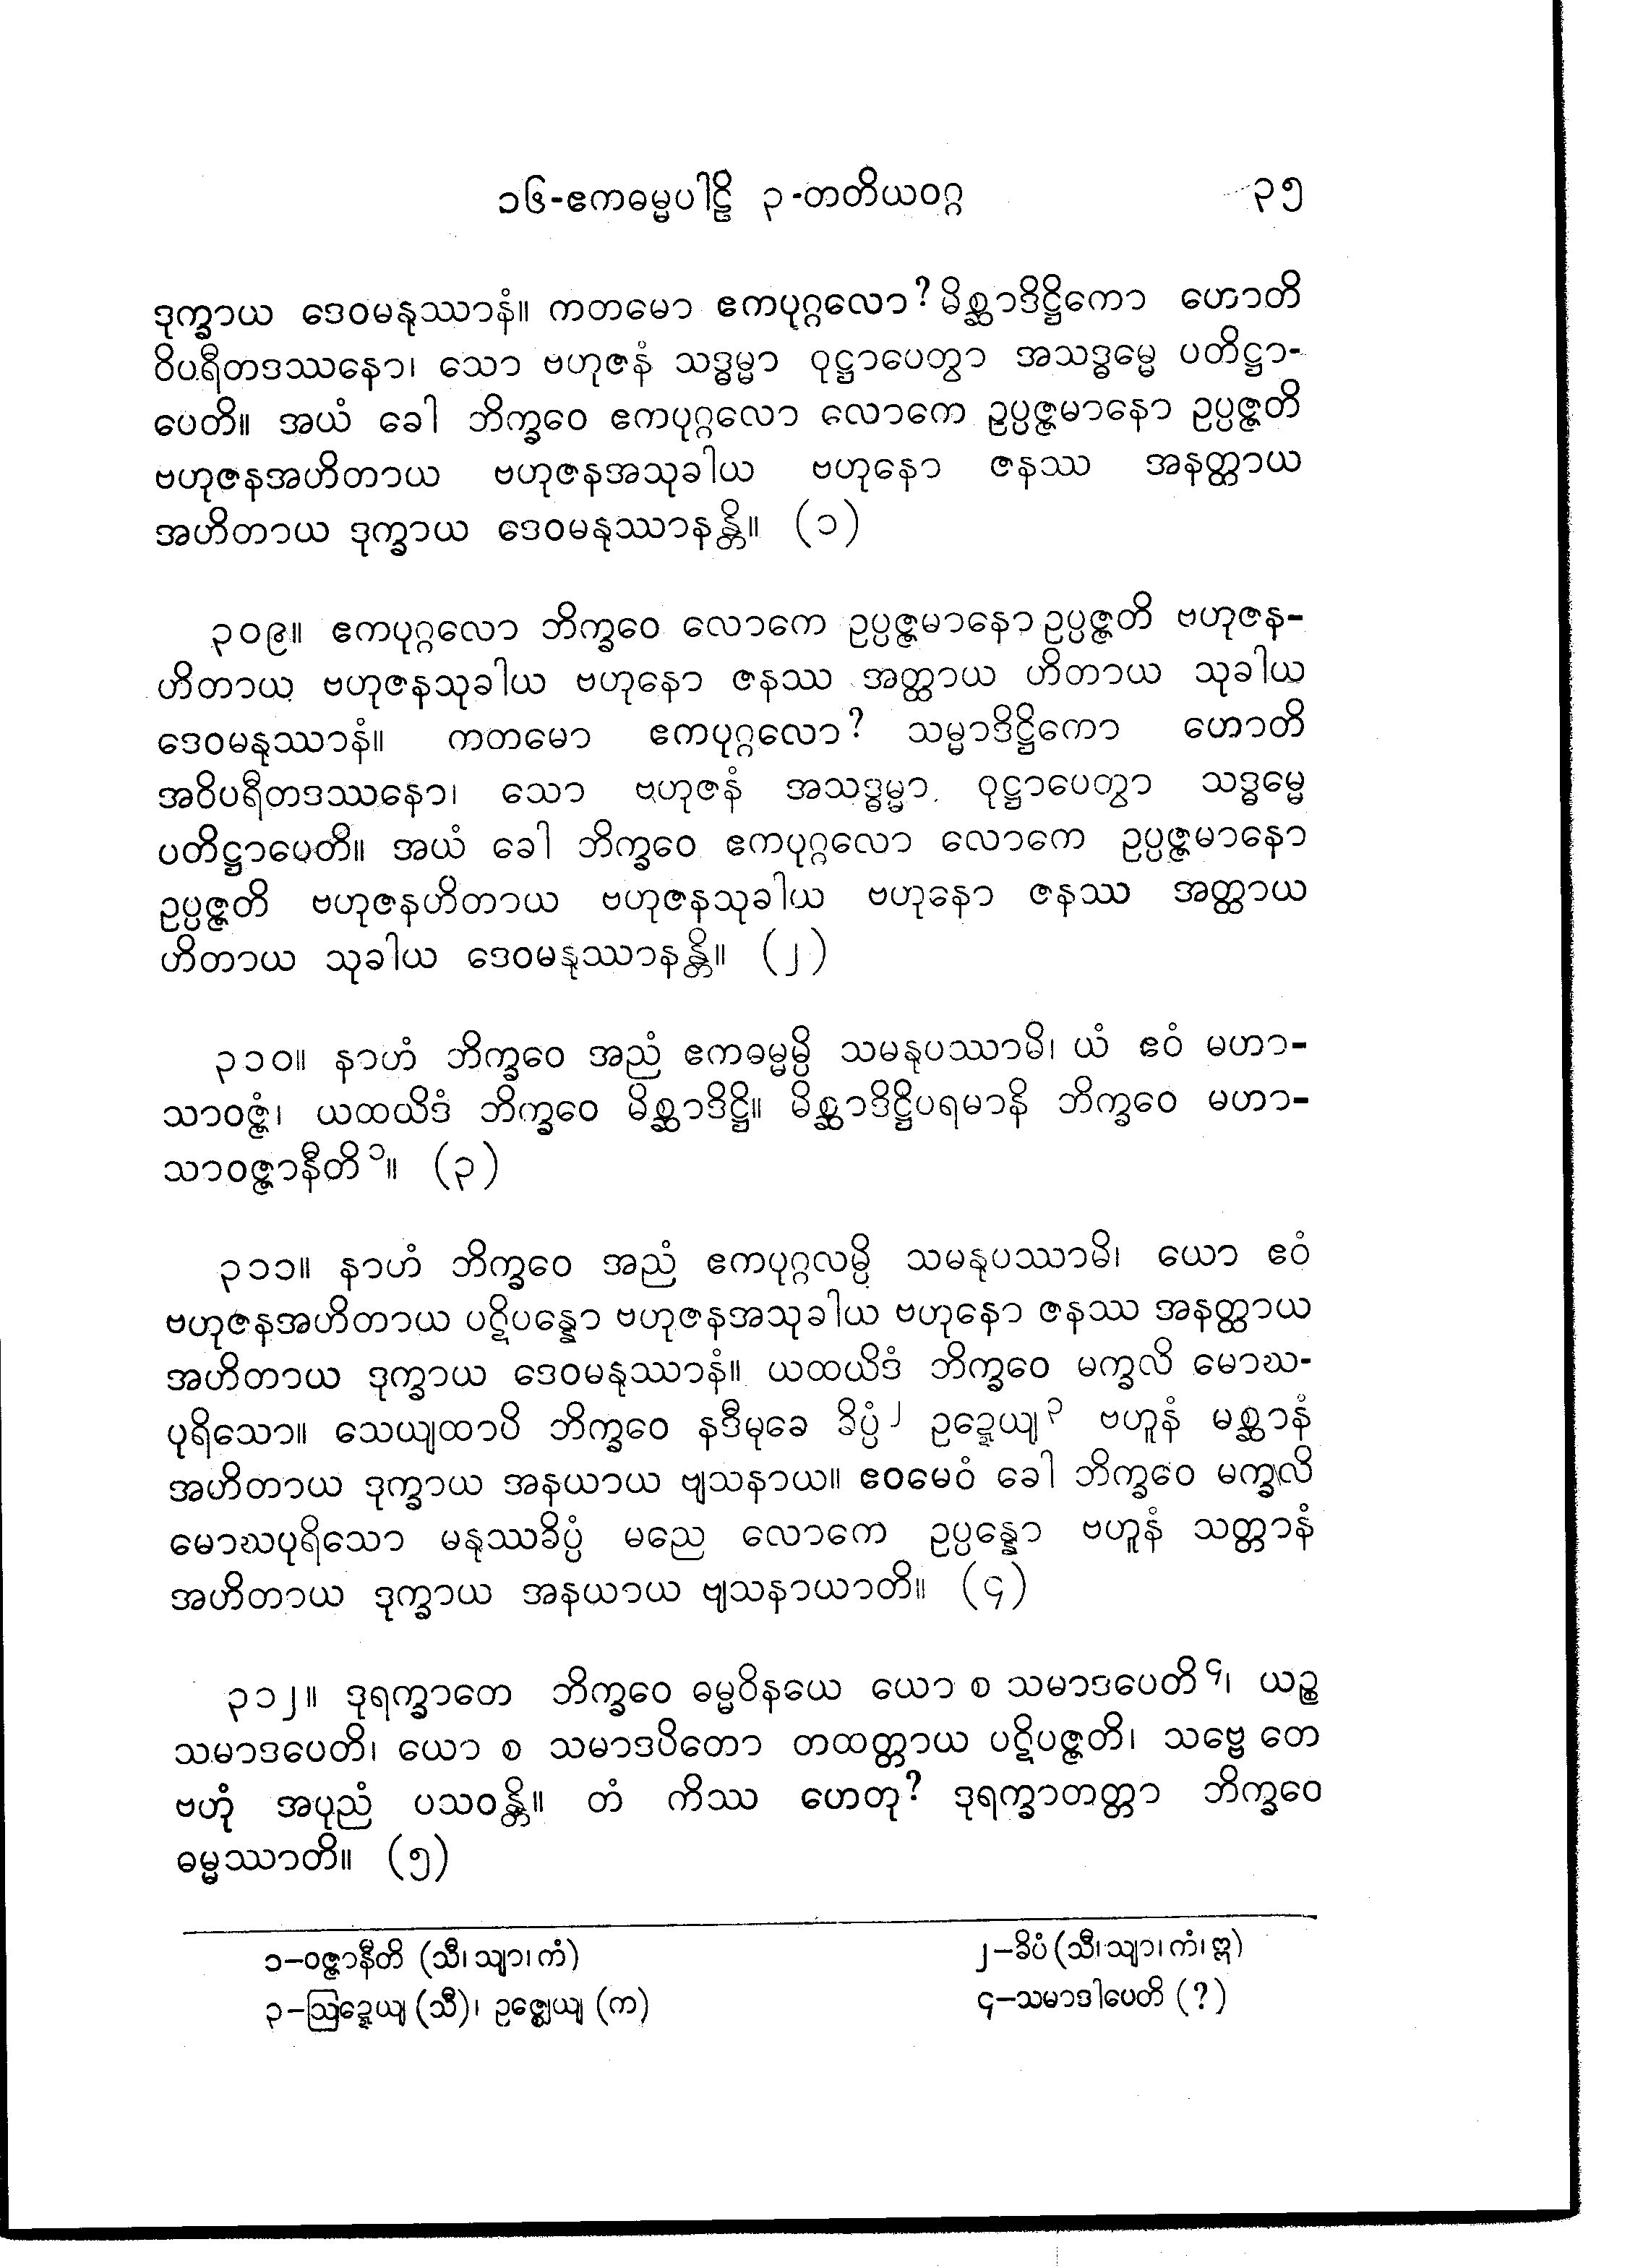 ၁၆-ဧကဓမ္မပါဠိ ၃-တတိယဝဂ္ဂ ၃၅
ဒုက္ခာယ ဒေဝမနုဿာနံ။ ကတမော ဧကပုဂ္ဂလော? မိစ္ဆာဒိဋ္ဌိကော ဟောတိ
ဝိပရီတဒဿနော၊ သော ဗဟုဇနံ သဒ္ဓမ္မာ ဝုဋ္ဌာပေတွာ အသဒ္ဓမ္မေ ပတိဋ္ဌာ-
ပေတိ။ အယံ ခေါ ဘိက္ခဝေ ဧကပုဂ္ဂလော လောကေ ဥပ္ပဇ္ဇမာနော ဥပ္ပဇ္ဇတိ
ဗဟုဇနအဟိတာယ ဗဟုဇနအသုခါယ ဗဟုနော ဇနဿ အနတ္ထာယ
အဟိတာယ ဒုက္ခာယ ဒေဝမနုဿာနန္တိ။ (၁)
၃၀၉။ ဧကပုဂ္ဂလော ဘိက္ခဝေ လောကေ ဥပ္ပဇ္ဇမာနော ဥပ္ပဇ္ဇတိ ဗဟုဇန-
ဟိတာယ ဗဟုဇနသုခါယ ဗဟုနော ဇနဿ အတ္ထာယ ဟိတာယ သုခါယ
ဒေဝမနုဿာနံ။ ကတမော ဧကပုဂ္ဂလော? သမ္မာဒိဋ္ဌိကော ဟောတိ
အဝိပရီတဒဿနော၊ သော ဗဟုဇနံ အသဒ္ဓမ္မာ ဝုဋ္ဌာပေတွာ သဒ္ဓမ္မေ
ပတိဋ္ဌာပေတိ။ အယံ ခေါ ဘိက္ခဝေ ဧကပုဂ္ဂလော လောကေ ဥပ္ပဇ္ဇမာနော
ဥပ္ပဇ္ဇတိ ဗဟုဇနဟိတာယ ဗဟုဇနသုခါယ ဗဟုနော ဇနဿ အတ္ထာယ
ဟိတာယ သုခါယ ဒေဝမနုဿာနန္တိ။ (၂)
၃၁၀။ နာဟံ ဘိက္ခဝေ အညံ ဧကဓမ္မမ္ပိ သမနုပဿာမိ၊ ယံ ဧဝံ မဟာ-
သာဝဇ္ဇံ၊ ယထယိဒံ ဘိက္ခဝေ မိစ္ဆာဒိဋ္ဌိ။ မိစ္ဆာဒိဋ္ဌိပရမာနိ ဘိက္ခဝေ မဟာ-
သာဝဇ္ဇာနီတိ ၁။ (၃)
၃၁၁။ နာဟံ ဘိက္ခဝေ အညံ ဧကပုဂ္ဂလမ္ပိ သမနုပဿာမိ၊ ယော ဧဝံ
ဗဟုဇနအဟိတာယ ပဋိပန္နော ဗဟုဇနအသုခါယ ဗဟုနော ဇနဿ အနတ္ထာယ
အဟိတာယ ဒုက္ခာယ ဒေဝမနုဿာနံ။ ယထယိဒံ ဘိက္ခဝေ မက္ခလိ မောဃ-
ပုရိသော။ သေယျထာပိ ဘိက္ခဝေ နဒီမုခေ ခိပ္ပံ ၂ ဥဍ္ဍေယျ ၃ ဗဟူနံ မစ္ဆာနံ
အဟိတာယ ဒုက္ခာယ အနယာယ ဗျသနာယ။ ဧဝမေဝံ ခေါ ဘိက္ခဝေ မက္ခလိ
မောဃပုရိသော မနုဿခိပ္ပံ မညေ လောကေ ဥပ္ပန္နော ဗဟူနံ သတ္တာနံ
အဟိတာယ ဒုက္ခာယ အနယာယ ဗျသနာယာတိ။ (၄)
၃၁၂။ ဒုရက္ခာတေ ဘိက္ခဝေ ဓမ္မဝိနယေ ယော စ သမာဒပေတိ ၄၊ ယဉ္စ
သမာဒပေတိ၊ ယော စ သမာဒပိတော တထတ္တာယ ပဋိပဇ္ဇတိ၊ သဗ္ဗေ တေ
ဗဟုံ အပုညံ ပသဝန္တိ။ တံ ကိဿ ဟေတု? ဒုရက္ခာတတ္တာ ဘိက္ခဝေ
ဓမ္မဿာတိ။ (၅)
၁-ဝဇ္ဇာနီတိ (သီ၊ သျာ၊ ကံ) ၂-ခိပံ (သီ၊ သျာ၊ ကံ၊ ဣ)
၃-ဩဍ္ဍေယျ (သီ)၊ ဥဇ္ဈေယျ (က) ၄-သမာဒါပေတိ (?)